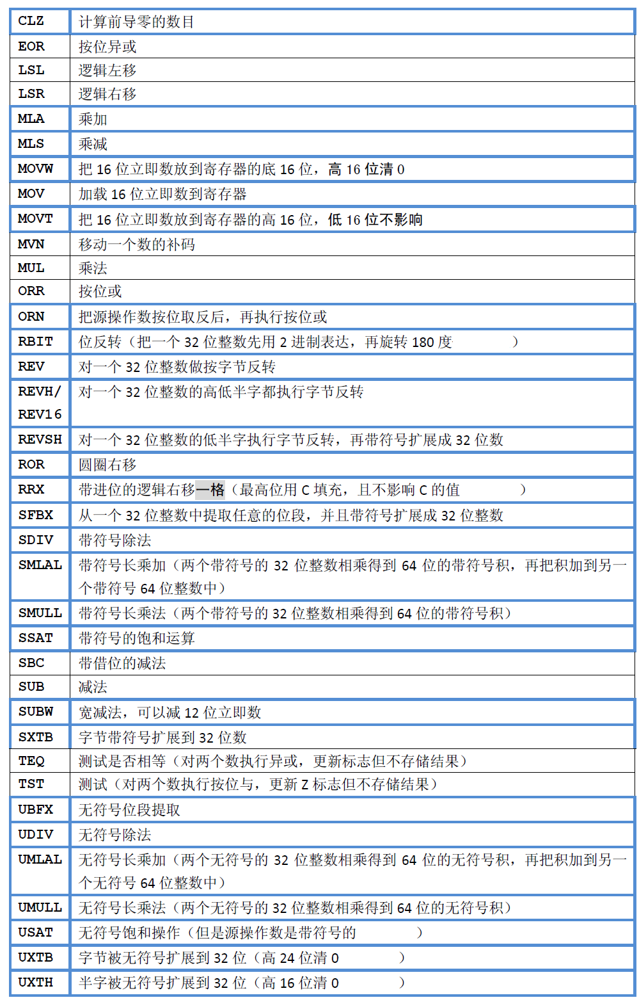 CLZ 计算前导零的数目
EOR 按位异或
LSL 逻辑左移
LSR 逻辑右移
MLA 乘加
MLS 乘减
MOVW 把 16 位立即数放到寄存器的底 16 位，高 16 位清 0
MOV 加载 16 位立即数到寄存器
MOVT 把 16 位立即数放到寄存器的高 16 位，低 16 位不影响
MVN 移动一个数的补码
MUL 乘法
ORR 按位或
ORN 把源操作数按位取反后，再执行按位或
RBIT 位反转（把一个 32 位整数先用 2 进制表达，再旋转 180 度）
REV 对一个 32 位整数做按字节反转
REVH/ 对一个 32 位整数的高低半字都执行字节反转
REV16
REVSH 对一个 32 位整数的低半字执行字节反转，再带符号扩展成 32 位数
ROR 圆圈右移
RRX 带进位的逻辑右移一格（最高位用 C 填充，且不影响 C 的值）
SFBX 从一个 32 位整数中提取任意的位段，并且带符号扩展成 32 位整数
SDIV 带符号除法
SMLAL 带符号长乘加（两个带符号的 32 位整数相乘得到 64 位的带符号积，再把积加到另一
个带符号 64 位整数中）
SMULL 带符号长乘法（两个带符号的 32 位整数相乘得到 64 位的带符号积）
SSAT 带符号的饱和运算
SBC 带借位的减法
SUB 减法
SUBW 宽减法，可以减 12 位立即数
SXTB 字节带符号扩展到 32 位数
TEQ 测试是否相等（对两个数执行异或，更新标志但不存储结果）
TST 测试（对两个数执行按位与，更新 Z 标志但不存储结果）
UBFX 无符号位段提取
UDIV 无符号除法
UMLAL 无符号长乘加（两个无符号的 32 位整数相乘得到 64 位的无符号积，再把积加到另一
个无符号 64 位整数中）
UMULL 无符号长乘法（两个无符号的 32 位整数相乘得到 64 位的无符号积）
USAT 无符号饱和操作（但是源操作数是带符号的）
UXTB 字节被无符号扩展到 32 位（高 24 位清 0）
UXTH 半字被无符号扩展到 32 位（高 16 位清 0）